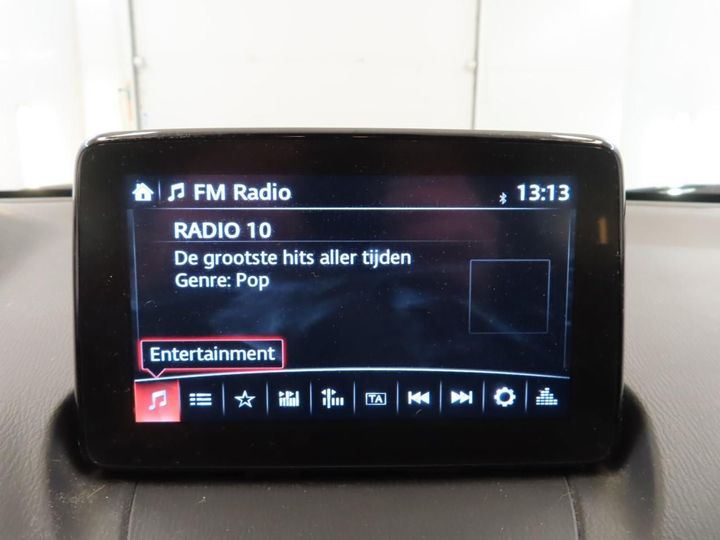 FM Radio 13:13
RADIO 10
De grootste hits aller tijden
Genre: Pop
Entertainment
TA